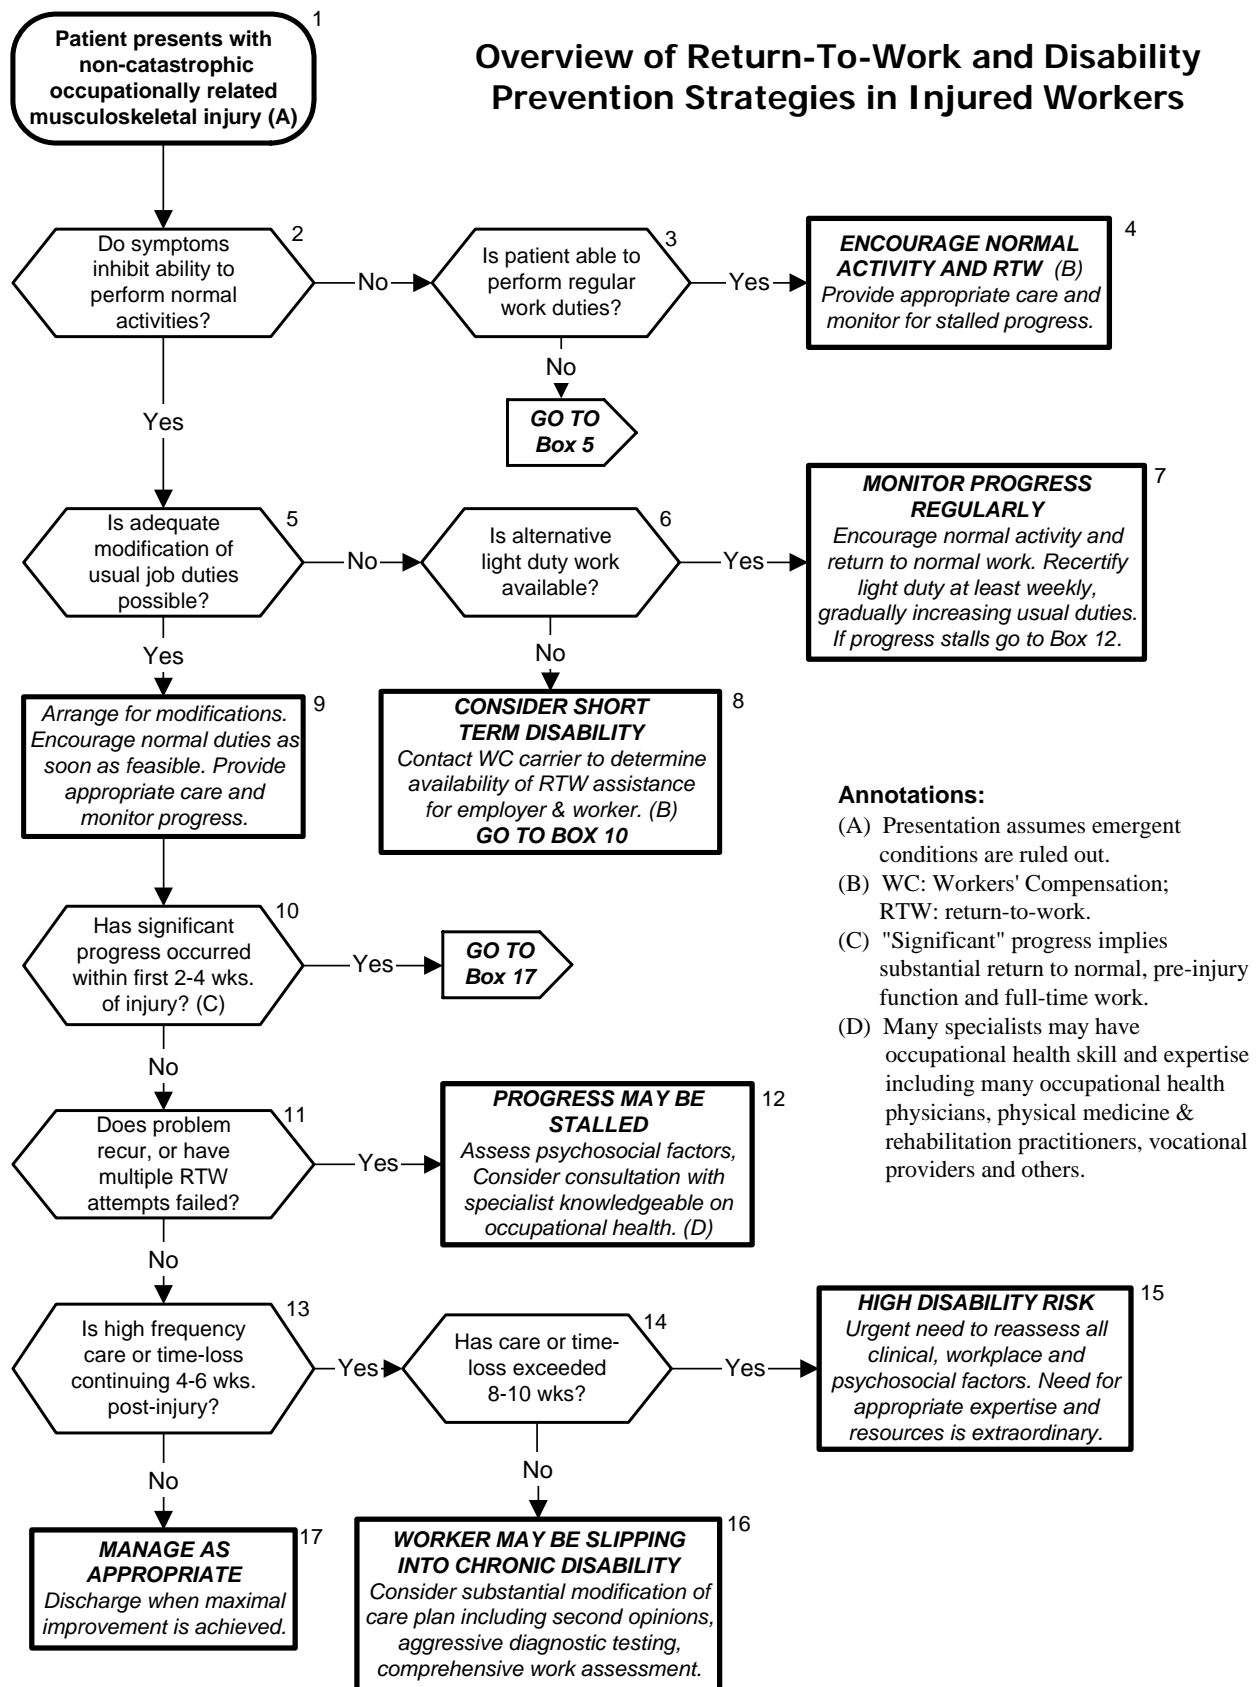 1
Patient presents with
non-catastrophic
occupationally related
musculoskeletal injury (A)
Overview of Return-To-Work and Disability
Prevention Strategies in Injured Workers
2
Do symptoms
inhibit ability to
perform normal
activities?
No
3
Is patient able to
perform regular
work duties?
Yes
4
ENCOURAGE NORMAL
ACTIVITY AND RTW (B)
Provide appropriate care and
monitor for stalled progress.
No
GO TO
Box 5
Yes
5
Is adequate
modification of
usual job duties
possible?
No
6
Is alternative
light duty work
available?
Yes
7
MONITOR PROGRESS
REGULARLY
Encourage normal activity and
return to normal work. Recertify
light duty at least weekly,
gradually increasing usual duties.
If progress stalls go to Box 12.
No
8
CONSIDER SHORT
TERM DISABILITY
Contact WC carrier to determine
availability of RTW assistance
for employer & worker. (B)
GO TO BOX 10
Yes
9
Arrange for modifications.
Encourage normal duties as
soon as feasible. Provide
appropriate care and
monitor progress.
10
Has significant
progress occurred
within first 2-4 wks.
of injury? (C)
Yes
GO TO
Box 17
No
11
Does problem
recur, or have
multiple RTW
attempts failed?
Yes
12
PROGRESS MAY BE
STALLED
Assess psychosocial factors,
Consider consultation with
specialist knowledgeable on
occupational health. (D)
No
13
Is high frequency
care or time-loss
continuing 4-6 wks.
post-injury?
Yes
14
Has care or time-
loss exceeded
8-10 wks?
Yes
15
HIGH DISABILITY RISK
Urgent need to reassess all
clinical, workplace and
psychosocial factors. Need for
appropriate expertise and
resources is extraordinary.
No
16
WORKER MAY BE SLIPPING
INTO CHRONIC DISABILITY
Consider substantial modification of
care plan including second opinions,
aggressive diagnostic testing,
comprehensive work assessment.
No
17
MANAGE AS
APPROPRIATE
Discharge when maximal
improvement is achieved.
Annotations:
(A) Presentation assumes emergent
conditions are ruled out.
(B) WC: Workers' Compensation;
RTW: return-to-work.
(C) "Significant" progress implies
substantial return to normal, pre-injury
function and full-time work.
(D) Many specialists may have
occupational health skill and expertise
including many occupational health
physicians, physical medicine &
rehabilitation practitioners, vocational
providers and others.